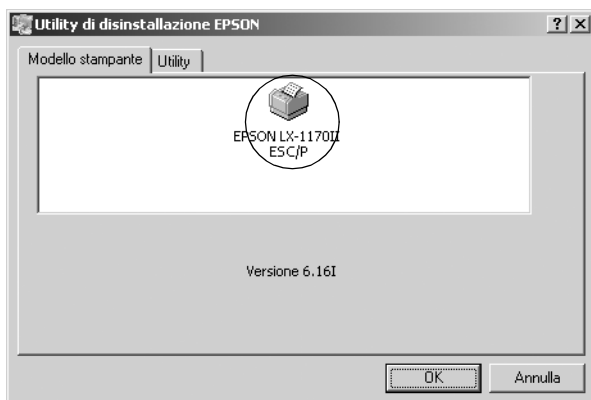 Utility di disinstallazione EPSON
Modello stampante
Utility
EPSON LX-1170II
ESC/P
Versione 6.16I
OK
Annulla